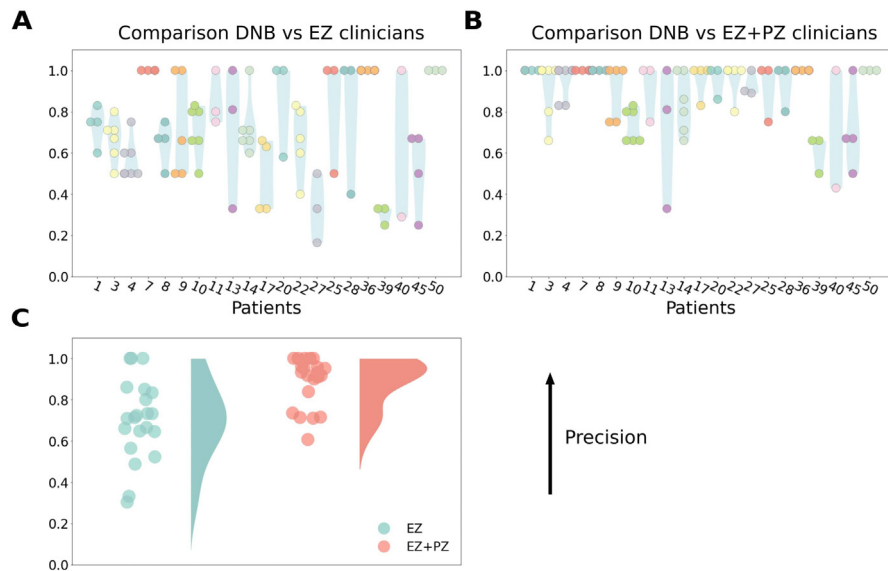 A
Comparison DNB vs EZ clinicians
1.0
0.8
0.6
0.4
0.2
0.0
1 3 4 7 8 9 10 11 13 14 17 20 22 27 25 28 36 39 40 45 50
Patients
B
Comparison DNB vs EZ+PZ clinicians
1.0
0.8
0.6
0.4
0.2
0.0
1 3 4 7 8 9 10 11 13 14 17 20 22 27 25 28 36 39 40 45 50
Patients
C
1.0
0.8
0.6
0.4
0.2
0.0
EZ
EZ+PZ
Precision